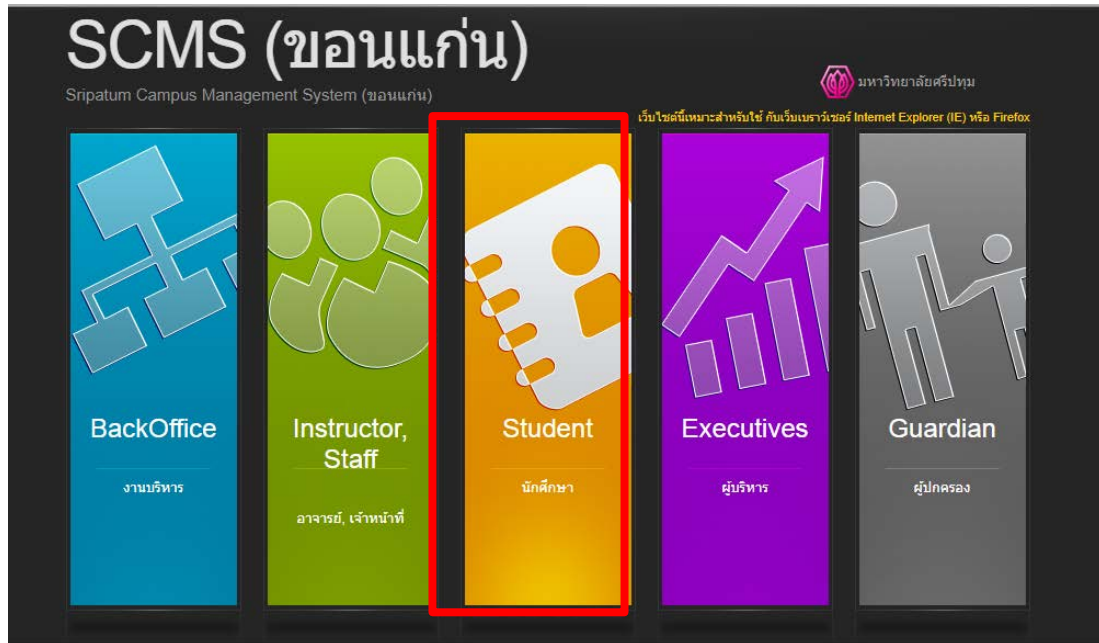 SCMS (ขอนแก่น)
Sripatum Campus Management System (ขอนแก่น)
มหาวิทยาลัยศรีปทุม
เว็บไซต์นี้เหมาะสำหรับใช้ กับเว็บเบราว์เซอร์ Internet Explorer (IE) หรือ Firefox
BackOffice
งานบริหาร
Instructor,
Staff
อาจารย์, เจ้าหน้าที่
Student
นักศึกษา
Executives
ผู้บริหาร
Guardian
ผู้ปกครอง